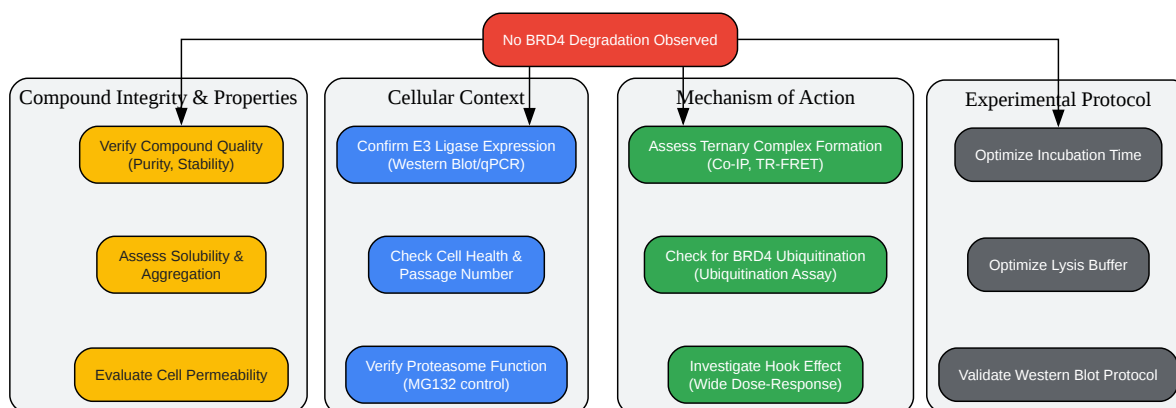 No BRD4 Degradation Observed
Compound Integrity & Properties
Verify Compound Quality
(Purity, Stability)
Assess Solubility &
Aggregation
Evaluate Cell Permeability
Cellular Context
Confirm E3 Ligase Expression
(Western Blot/qPCR)
Check Cell Health &
Passage Number
Verify Proteasome Function
(MG132 control)
Mechanism of Action
Assess Ternary Complex Formation
(Co-IP, TR-FRET)
Check for BRD4 Ubiquitination
(Ubiquitination Assay)
Investigate Hook Effect
(Wide Dose-Response)
Experimental Protocol
Optimize Incubation Time
Optimize Lysis Buffer
Validate Western Blot Protocol